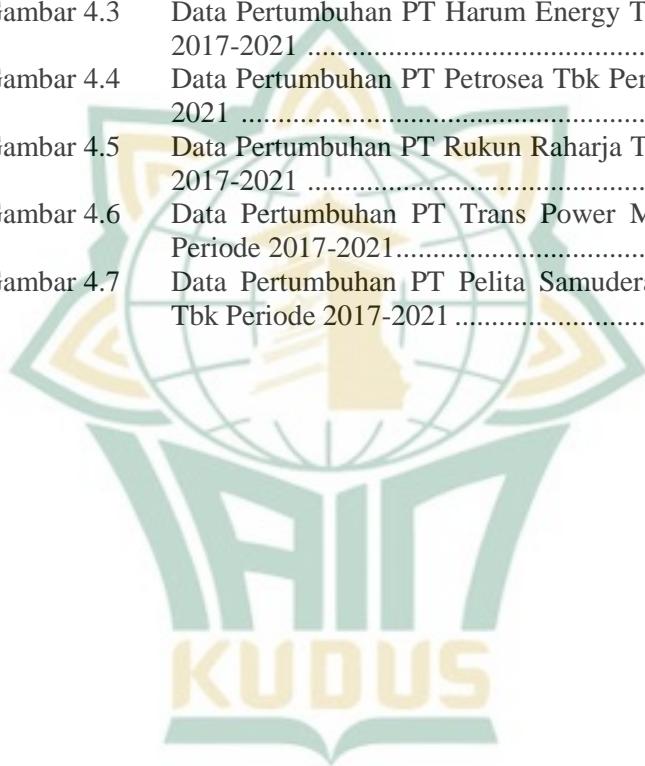 ambar 4.3 Data Pertumbuhan PT Harum Energy T
2017-2021 ..........................................
ambar 4.4 Data Pertumbuhan PT Petrosea Tbk Per
2021 ..................................................
ambar 4.5 Data Pertumbuhan PT Rukun Raharja T
2017-2021 ..........................................
ambar 4.6 Data Pertumbuhan PT Trans Power M
Periode 2017-2021...............................
ambar 4.7 Data Pertumbuhan PT Pelita Samudera
Tbk Periode 2017-2021 .......................
IAIN
KUDUS